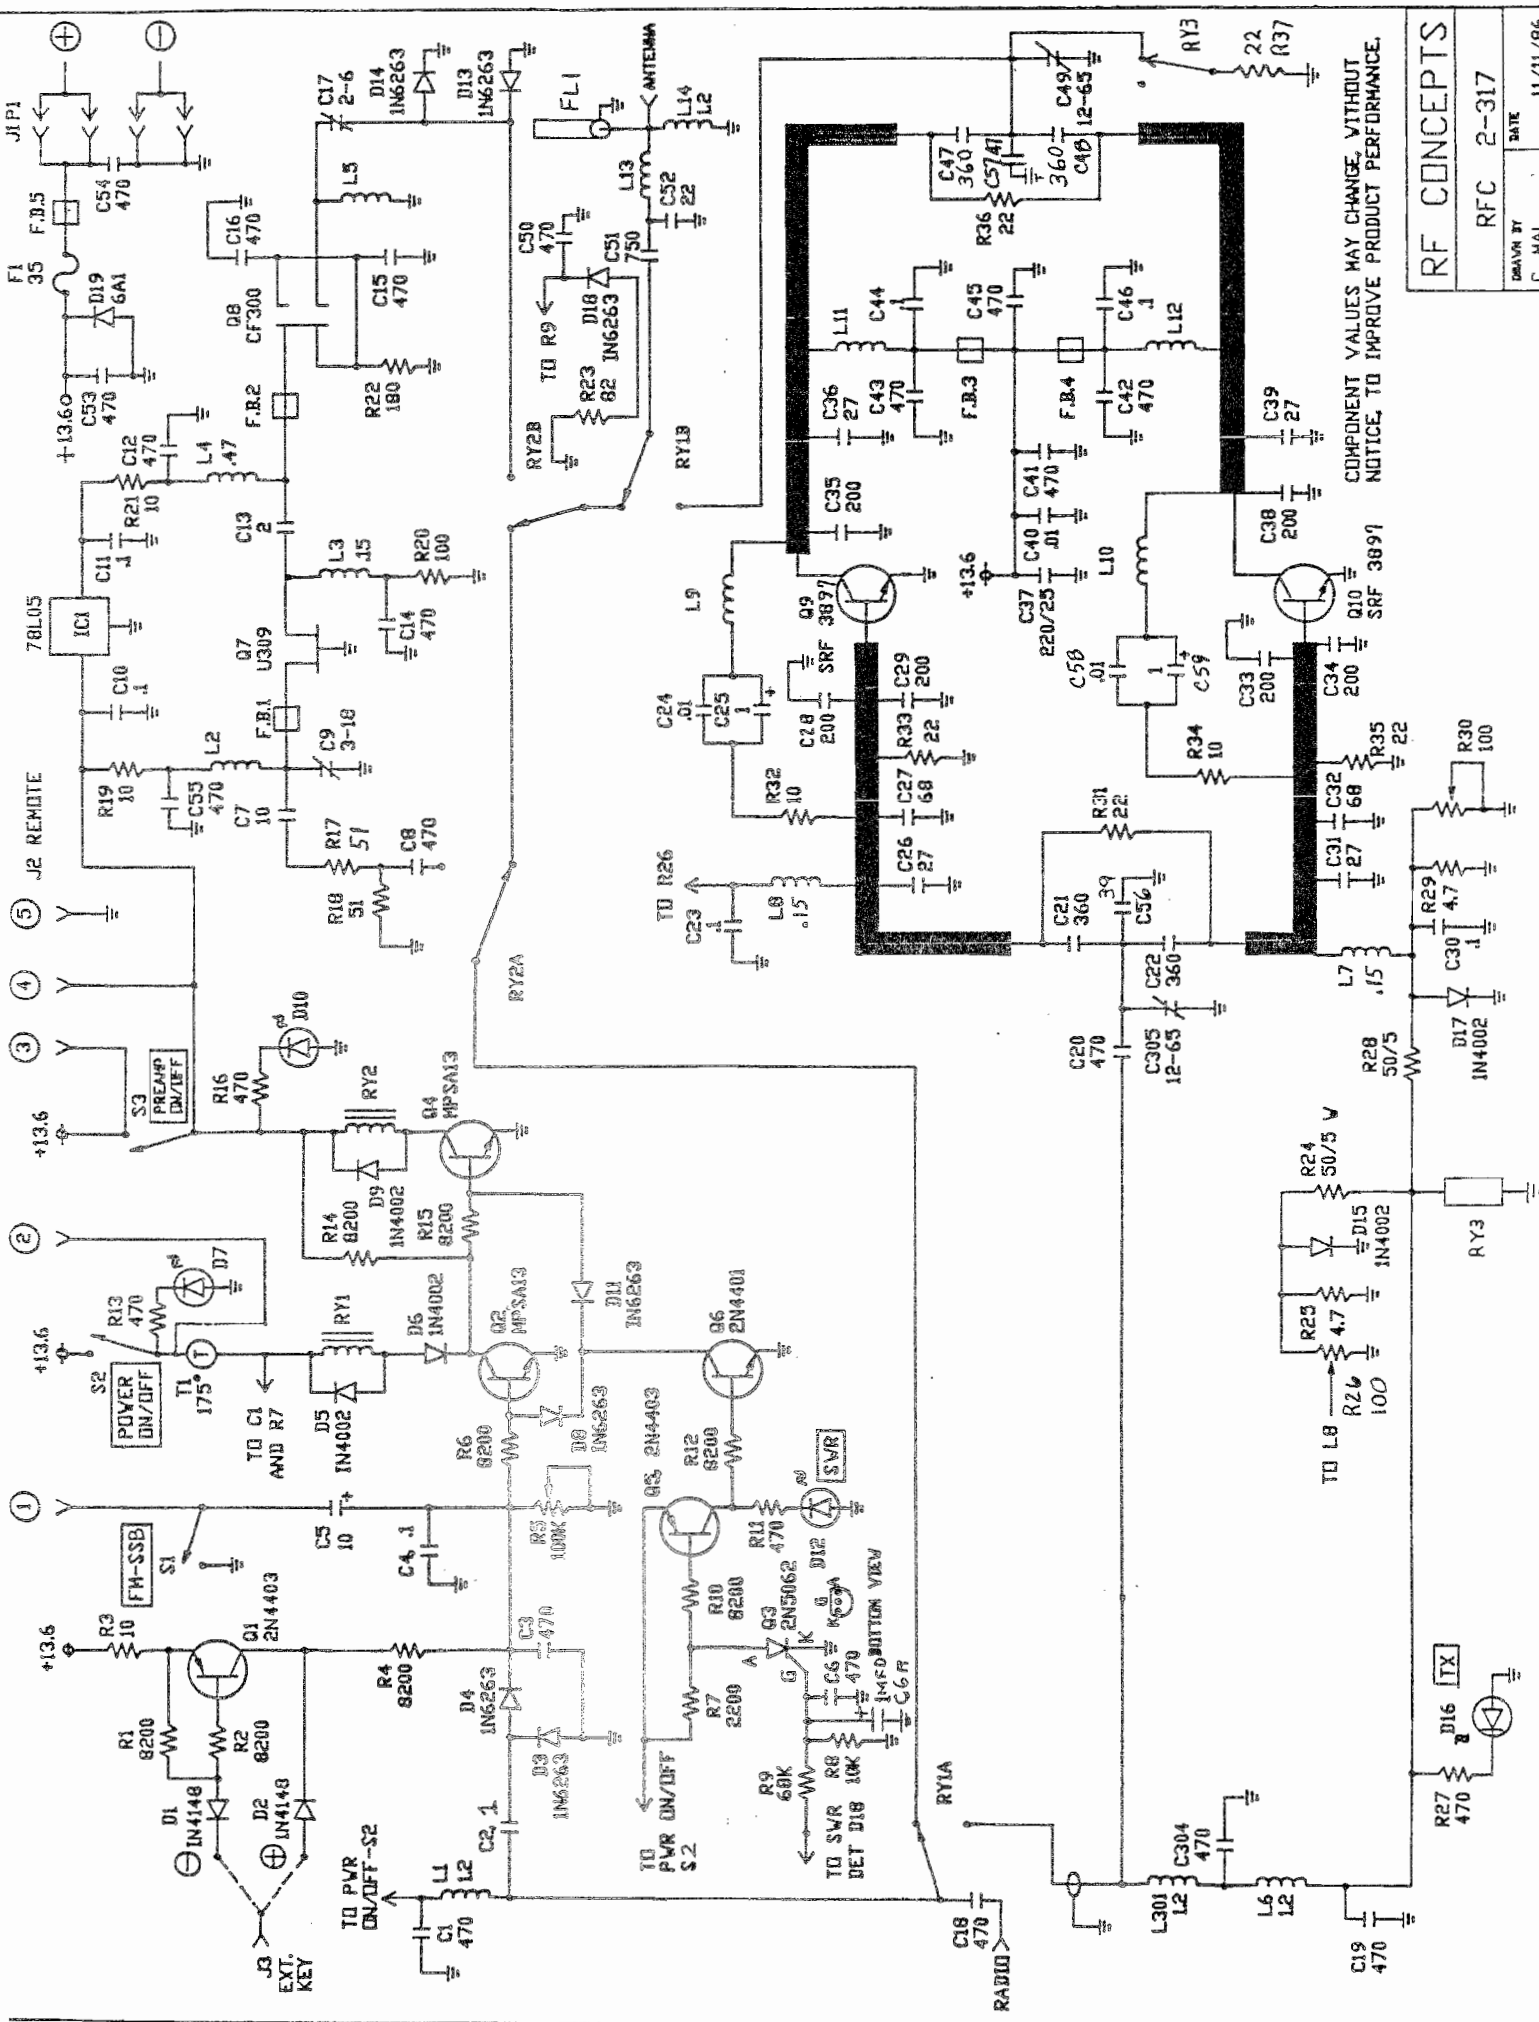 J1 P1
F1
35
F.B.5
+13.6
C53
470
D19
6A1
C54
470
+
-
J2 REMOTE
78L05
IC1
C10
.1
C11
.1
R21
10
C12
470
L4
.47
R19
10
C55
470
L2
C7
10
F.B.1
C9
3-18
Q7
U309
C13
2
L3
.15
C14
470
R20
100
F.B.2
Q8
CF300
C16
470
C15
470
R22
180
L5
C17
2-6
D14
1N6263
D13
1N6263
R17
51
R18
51
C8
470
1
2
3
4
5
+13.6
S3
PREAMP
ON/OFF
R16
470
D10
RY2
D9
1N4002
R14
8200
R15
8200
Q4
MPSA13
+13.6
S2
POWER
ON/OFF
R13
470
D7
T1
175°
T
TO C1
AND R7
D5
1N4002
RY1
D6
1N4002
Q2
MPSA13
R6
8200
D8
1N6263
D11
1N6263
Q6
2N4401
R12
8200
Q5, 2N4403
R11
470
D12
SWR
R10
8200
R7
2200
TO
PWR ON/OFF
S2
Q3
2N5062
A
G
K
K G A
BOTTOM VIEW
C6
470
1MFD
C6A
R8
10K
R9
68K
TO SWR
DET D18
FM-SSB
S1
C5
10
C4, .1
R5
100K
+13.6
R3
10
Q1
2N4403
R1
8200
R2
8200
D1
1N4148
D2
1N4148
J3
EXT.
KEY
R4
8200
D4
1N6263
C3
470
D3
1N6263
C2, .1
TO PWR
ON/OFF-S2
L1
1.2
C1
470
C18
470
RADIO
RY1A
RY2A
RY2B
RY1B
TO R9
C50
470
D18
1N6263
R23
82
C51
750
C52
22
L13
FL1
ANTENNA
L14
1.2
L9
C24
.01
C25
1
R32
10
Q9
SRF 3897
C28
200
C29
200
R33
22
C27
68
C26
27
TO R26
C23
.1
L8
.15
C35
200
C36
27
L11
C44
.1
C43
470
F.B.3
C45
470
F.B.4
C42
470
C46
.1
L12
+13.6
C37
220/25
C40
.01
C41
470
L10
C58
.01
1
C59
R34
10
C33
200
C34
200
Q10
SRF 3897
C38
200
C39
27
R36
22
C47
360
C57
47
360
C48
C49
12-65
RY3
22
R37
R31
22
C21
360
39
C56
C22
360
C305
12-65
C20
470
C31
27
C32
68
R35
22
L7
.15
R30
100
R29
4.7
C30
.1
D17
1N4002
R28
50/5
R24
50/5 W
D15
1N4002
R25
4.7
R26
100
TO L8
RY3
L301
1.2
C304
470
L6
1.2
C19
470
R27
470
D16
TX
COMPONENT VALUES MAY CHANGE, WITHOUT
NOTICE, TO IMPROVE PRODUCT PERFORMANCE.
RF CONCEPTS
RFC 2-317
DRAWN BY
DATE